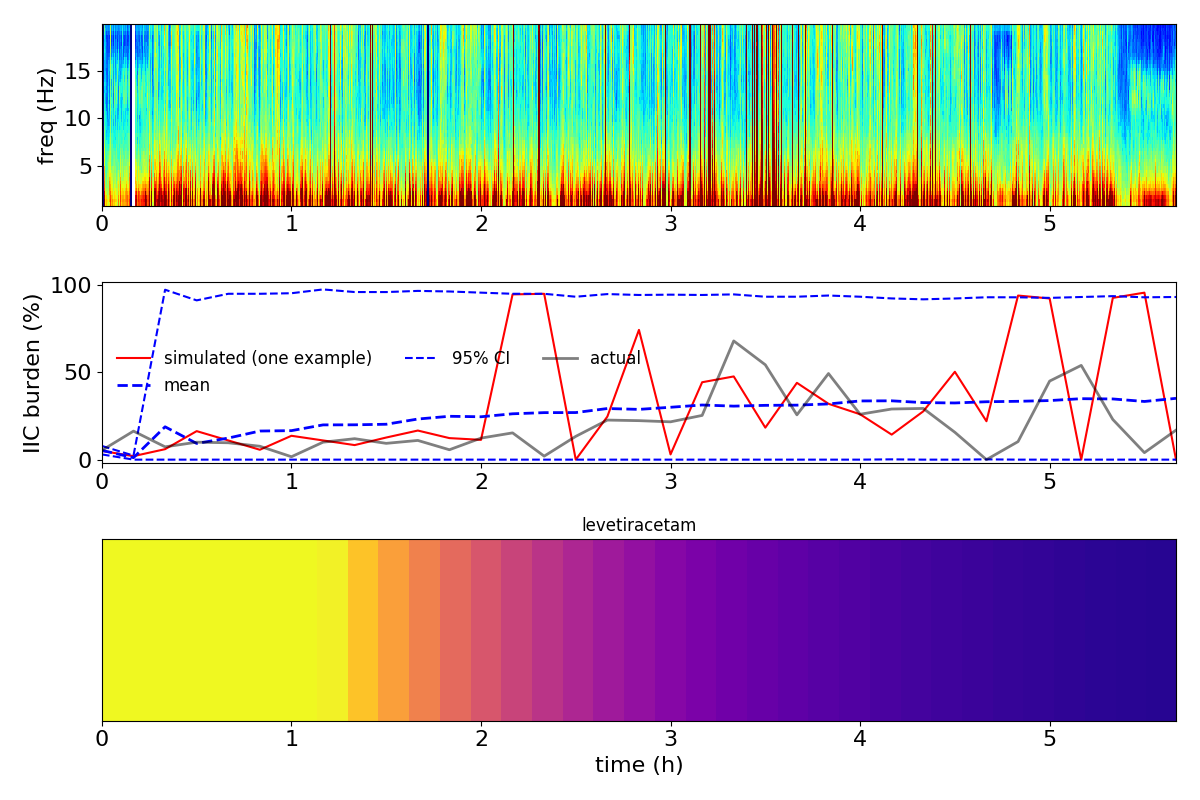 freq (Hz)
15
10
5
0 1 2 3 4 5
IIC burden (%)
100
50
0
simulated (one example) 95% CI actual
mean
0 1 2 3 4 5
levetiracetam
0 1 2 3 4 5
time (h)